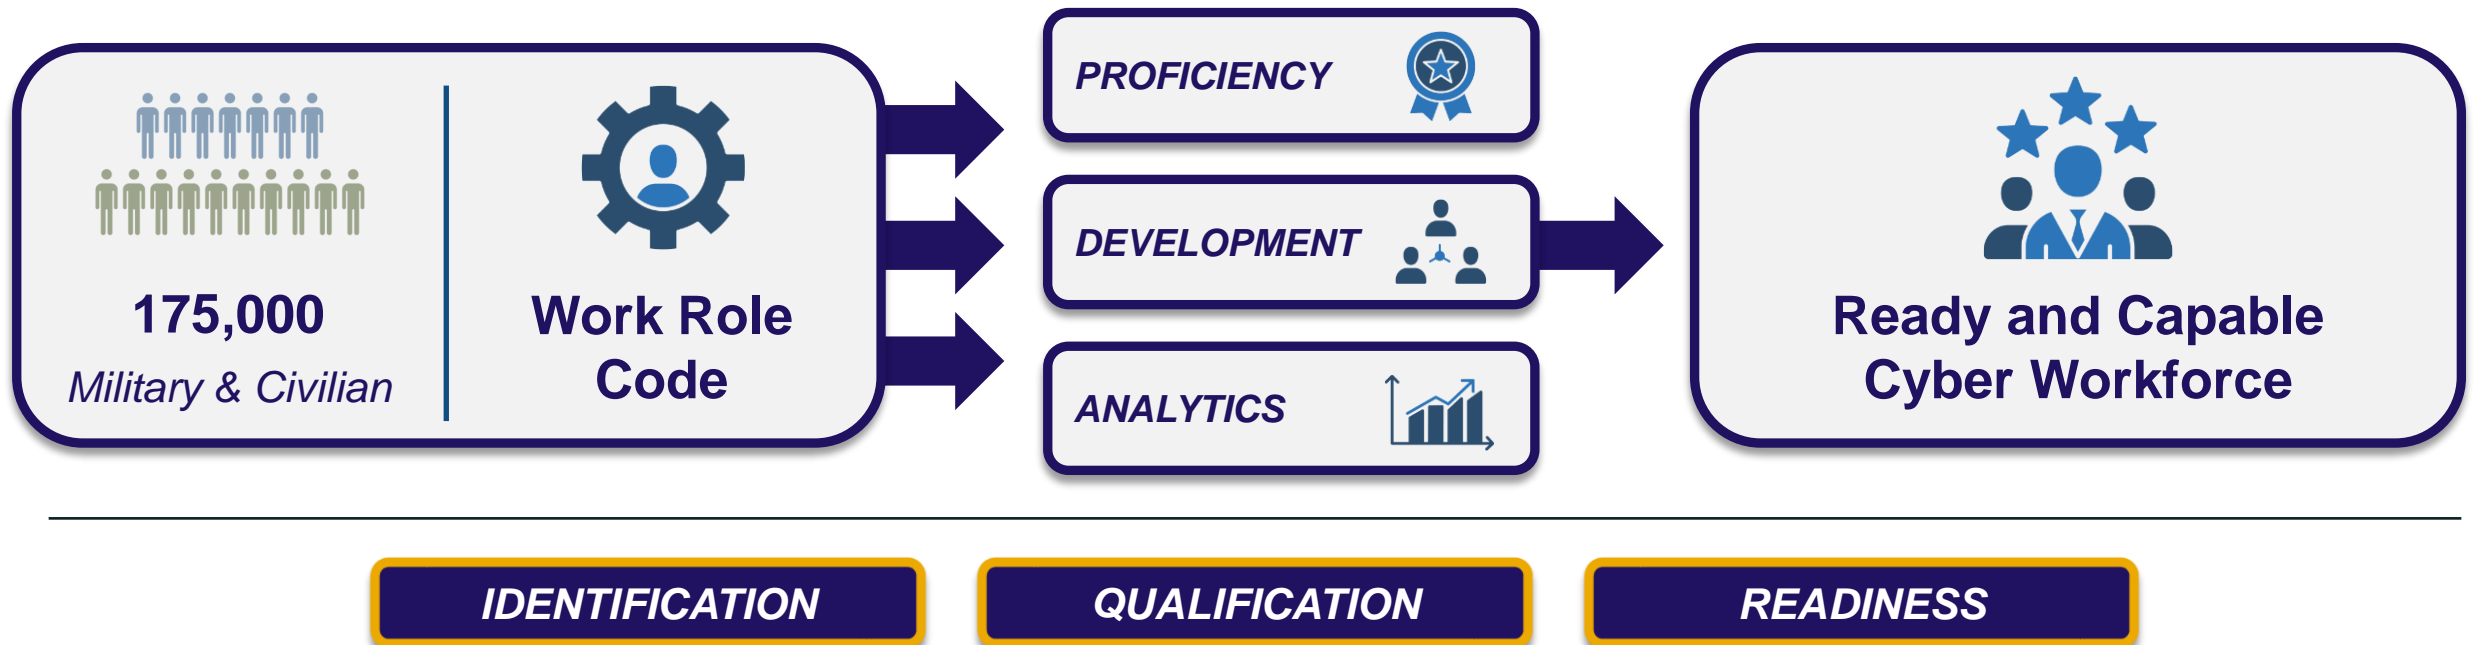 175,000
Military & Civilian
Work Role
Code
PROFICIENCY
DEVELOPMENT
ANALYTICS
Ready and Capable
Cyber Workforce
IDENTIFICATION
QUALIFICATION
READINESS